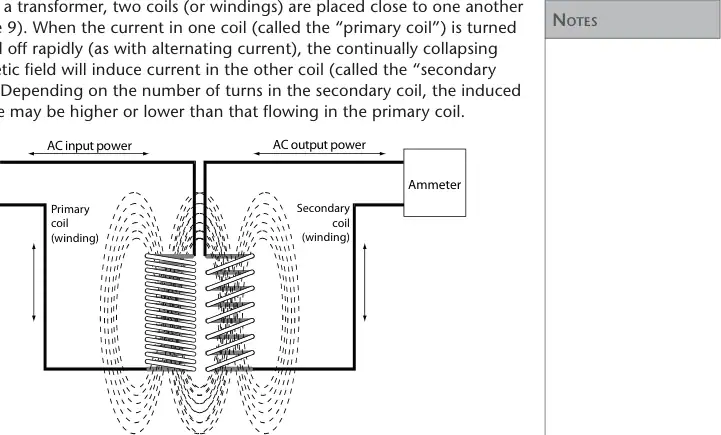 a transformer, two coils (or windings) are placed close to one another
9). When the current in one coil (called the “primary coil”) is turned
off rapidly (as with alternating current), the continually collapsing
etic field will induce current in the other coil (called the “secondary
Depending on the number of turns in the secondary coil, the induced
e may be higher or lower than that flowing in the primary coil.
NOTES
AC input power
AC output power
Ammeter
Primary
coil
(winding)
Secondary
coil
(winding)